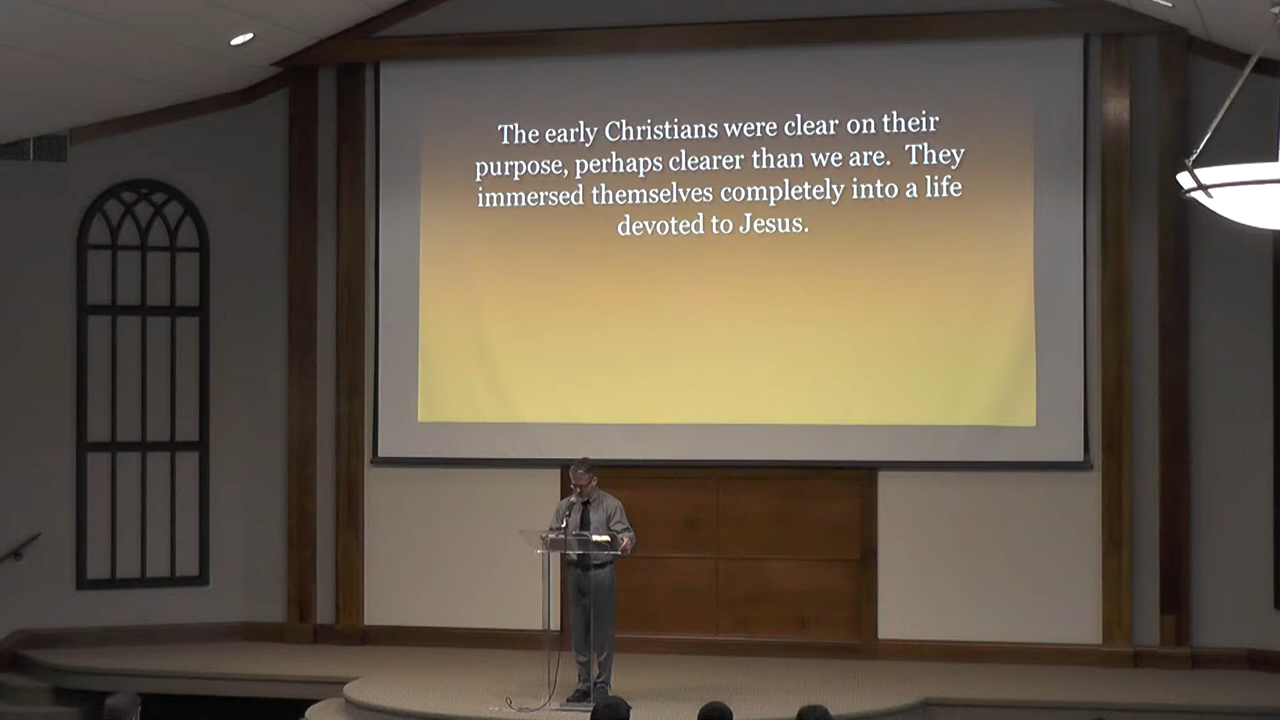 The early Christians were clear on their
purpose, perhaps clearer than we are.  They
immersed themselves completely into a life
devoted to Jesus.